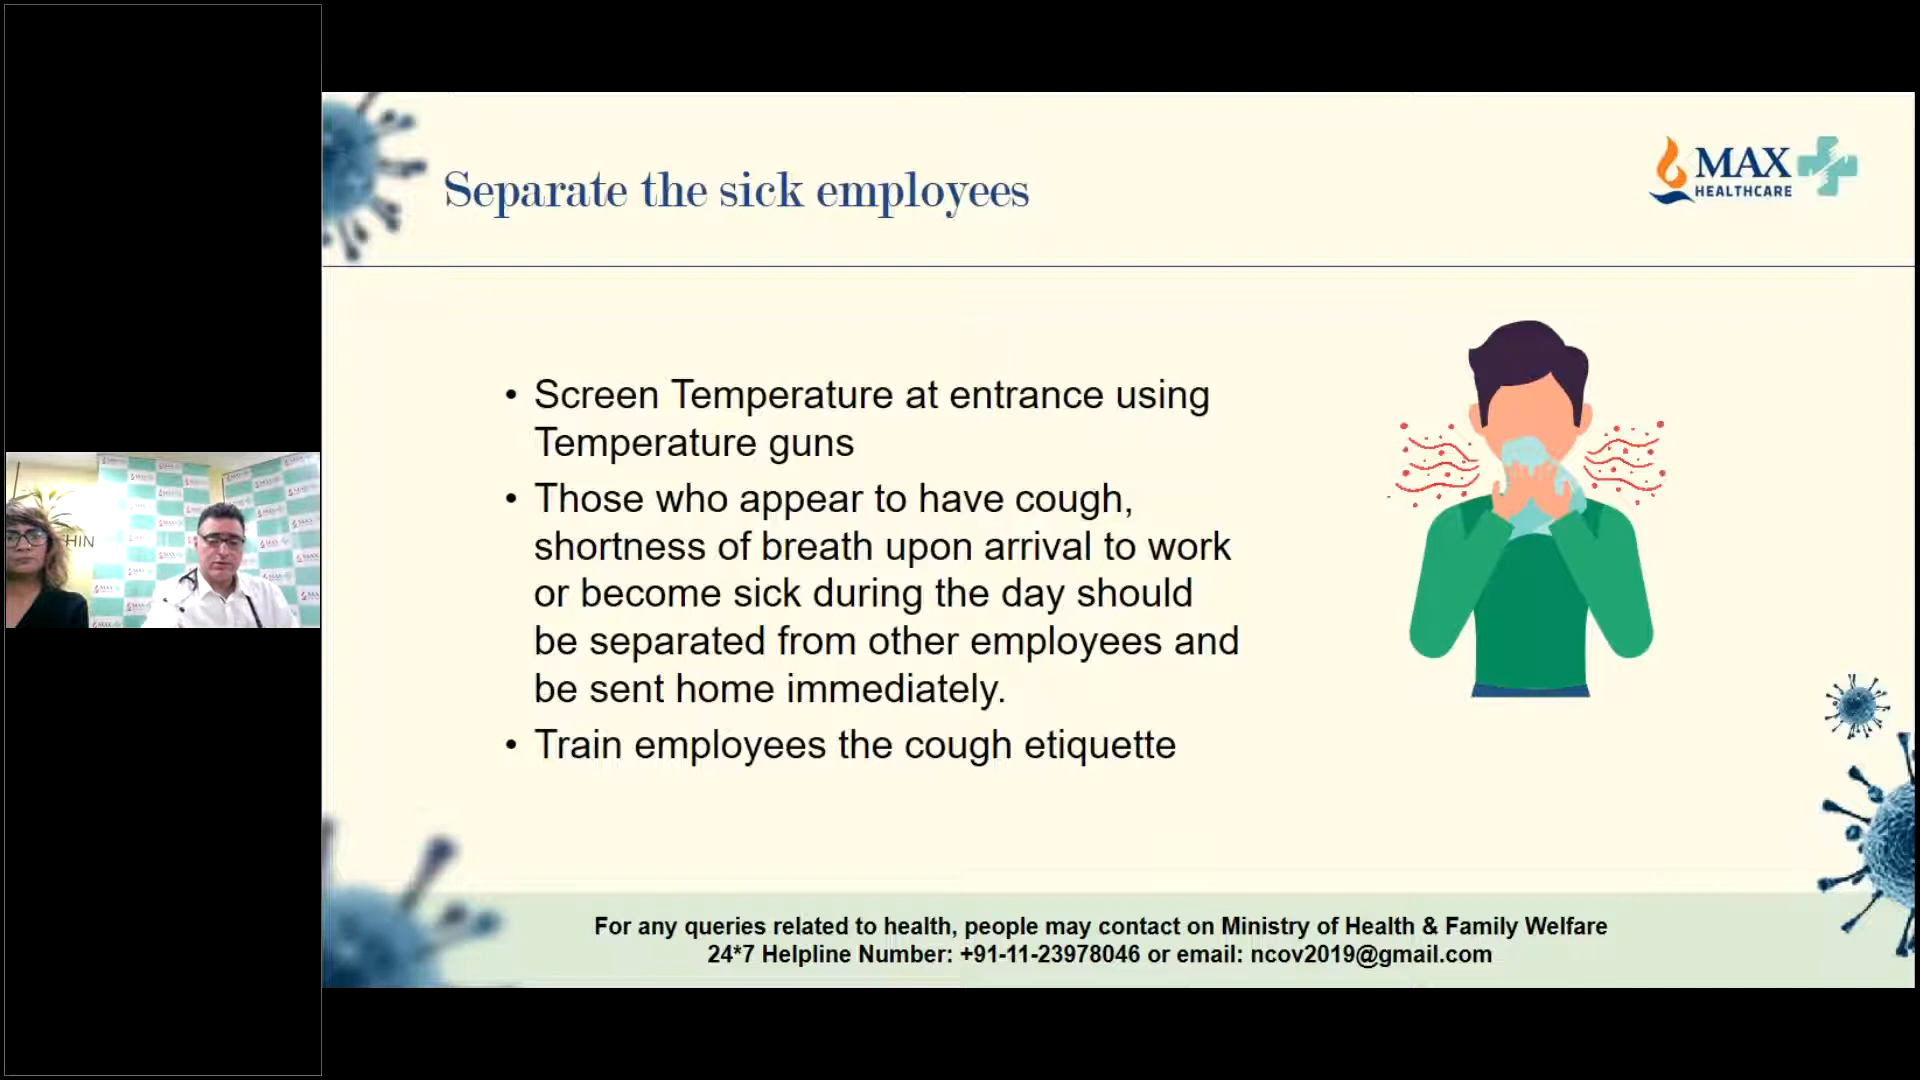 Separate the sick employees
MAX
HEALTHCARE
• Screen Temperature at entrance using
Temperature guns
• Those who appear to have cough,
shortness of breath upon arrival to work
or become sick during the day should
be separated from other employees and
be sent home immediately.
• Train employees the cough etiquette
HIN
For any queries related to health, people may contact on Ministry of Health & Family Welfare
24*7 Helpline Number: +91-11-23978046 or email: ncov2019@gmail.com